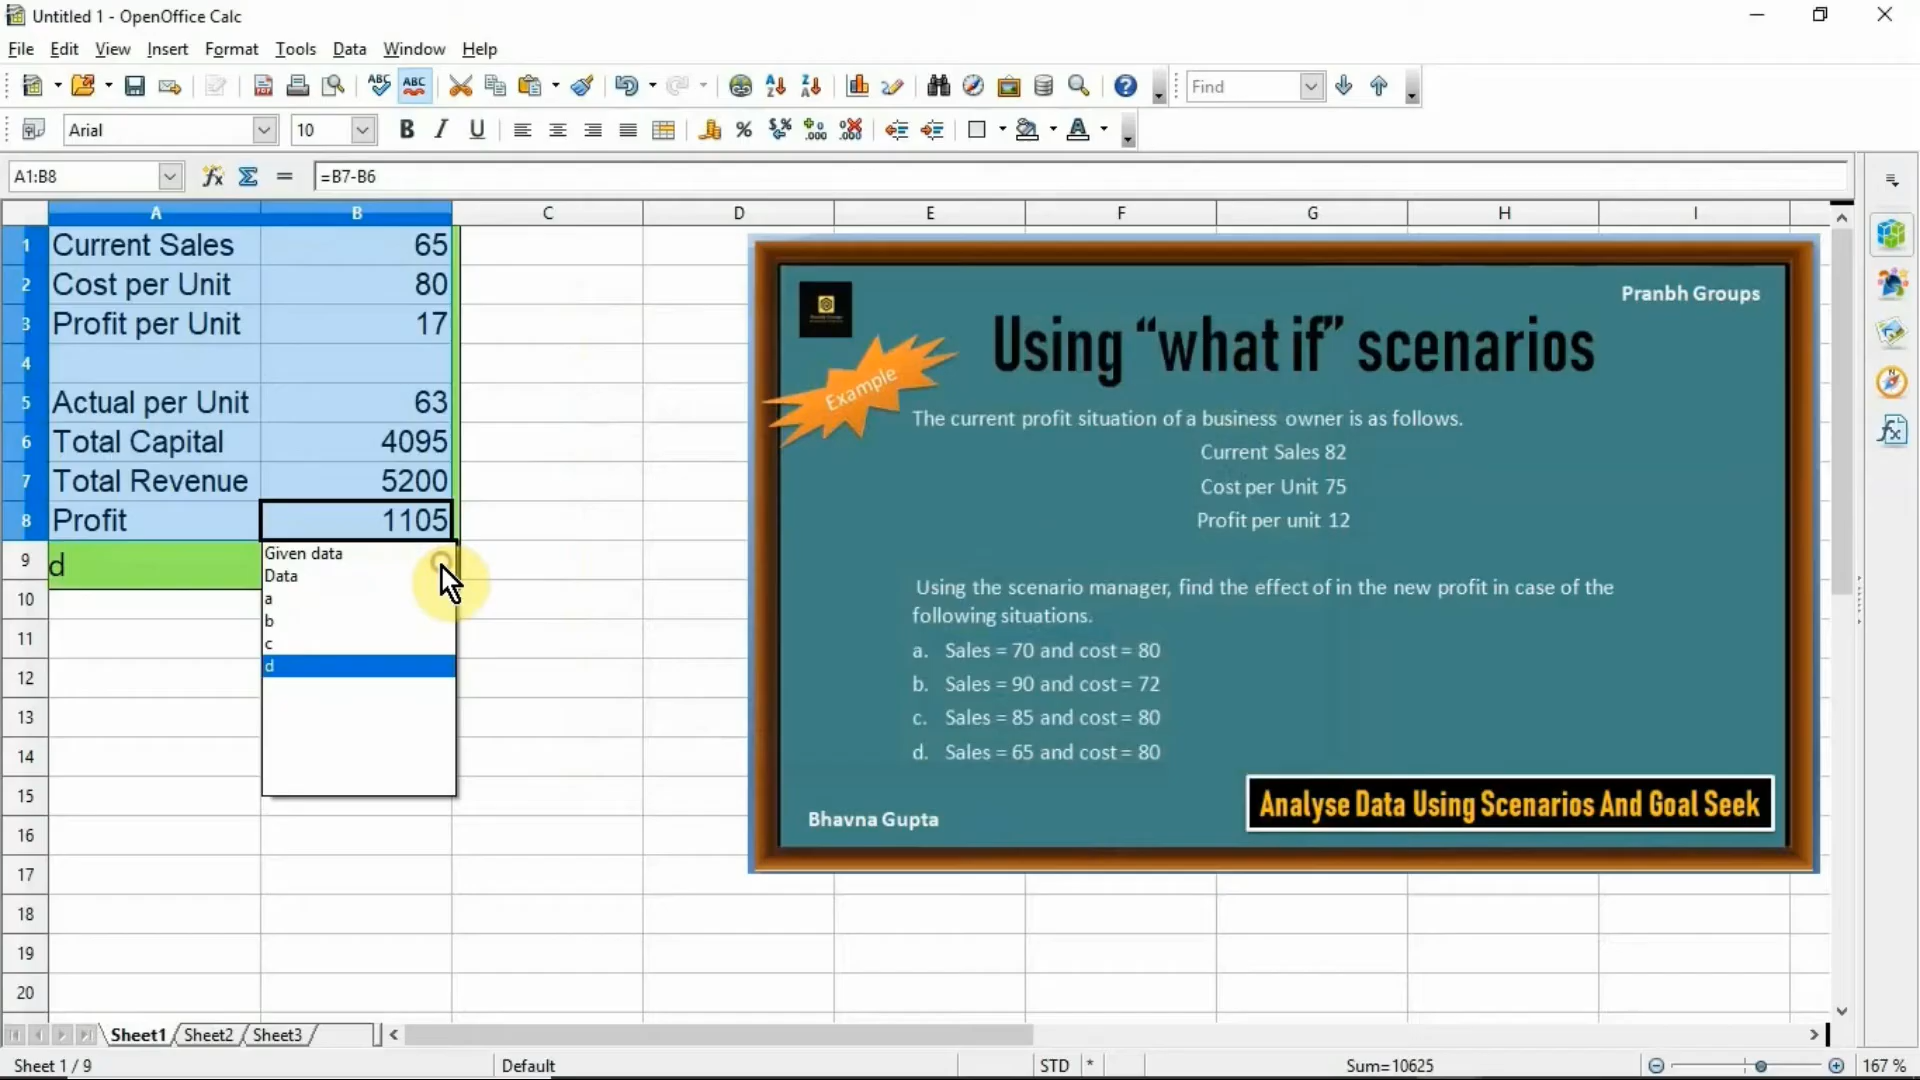 Untitled 1 - OpenOffice Calc
File Edit View Insert Format Tools Data Window Help
Find
Arial 10
A1:B8 =B7-B6
A B C D E F G H I
1 Current Sales 65
2 Cost per Unit 80
3 Profit per Unit 17
4
5 Actual per Unit 63
6 Total Capital 4095
7 Total Revenue 5200
8 Profit 1105
9 d
Given data
Data
a
b
c
d
10
11
12
13
14
15
16
17
18
19
20
Pranbh Groups
Using “what if” scenarios
Example
The current profit situation of a business owner is as follows.
Current Sales 82
Cost per Unit 75
Profit per unit 12
Using the scenario manager, find the effect of in the new profit in case of the
following situations.
a. Sales = 70 and cost = 80
b. Sales = 90 and cost = 72
c. Sales = 85 and cost = 80
d. Sales = 65 and cost = 80
Analyse Data Using Scenarios And Goal Seek
Bhavna Gupta
Sheet1 Sheet2 Sheet3
Sheet 1 / 9 Default STD * Sum=10625 167 %